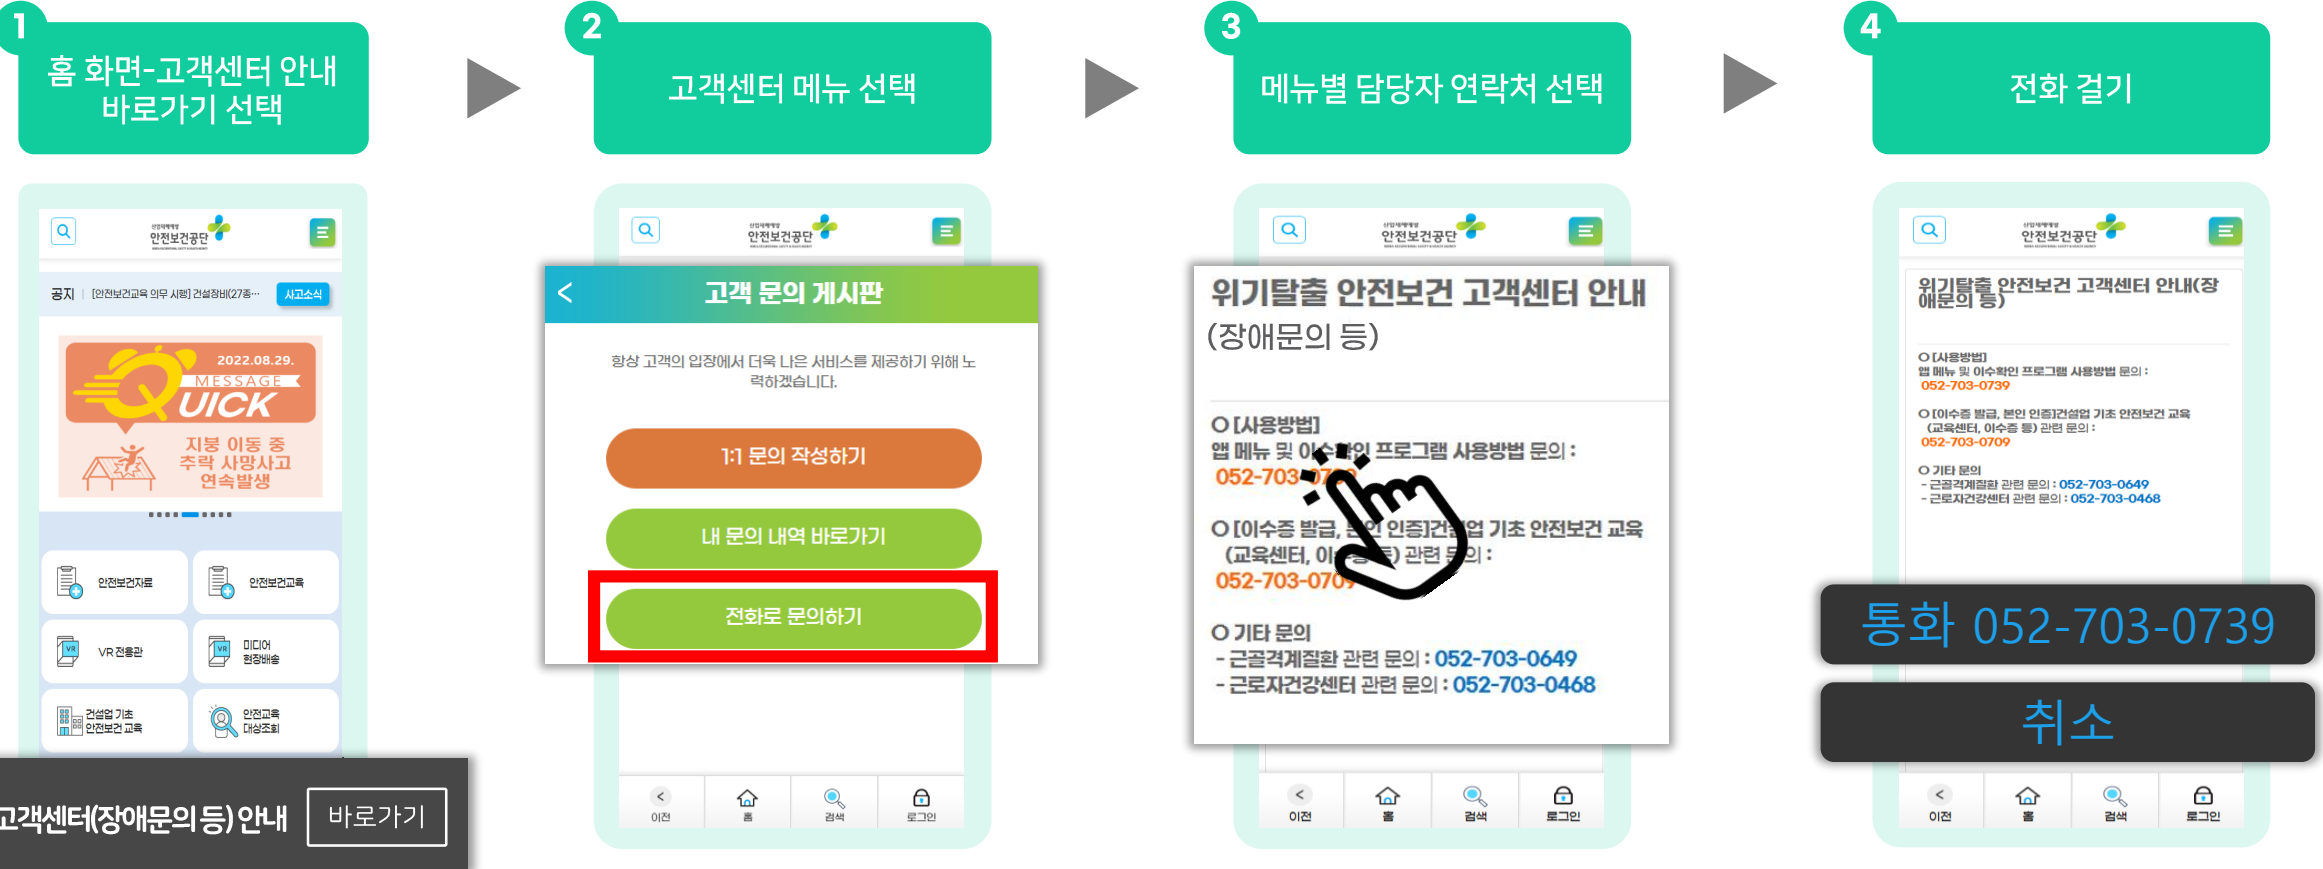 1
홈 화면-고객센터 안내
바로가기 선택
안전보건공단
공지 | [안전보건교육 의무 시행] 건설장비(27종…
사고소식
2022.08.29.
MESSAGE
QUICK
지붕 이동 중
추락 사망사고
연속발생
안전보건자료
안전보건교육
VR 전용관
미디어
현장배송
건설업 기초
안전보건 교육
안전교육
대상조회
고객센터(장애문의 등) 안내
바로가기
2
고객센터 메뉴 선택
안전보건공단
< 고객 문의 게시판
항상 고객의 입장에서 더욱 나은 서비스를 제공하기 위해 노
력하겠습니다.
1:1 문의 작성하기
내 문의 내역 바로가기
전화로 문의하기
이전 홈 검색 로그인
3
메뉴별 담당자 연락처 선택
안전보건공단
위기탈출 안전보건 고객센터 안내
(장애문의 등)
O [사용방법]
앱 메뉴 및 이수확인 프로그램 사용방법 문의 :
052-703-0739
O [이수증 발급, 본인 인증]건설업 기초 안전보건 교육
(교육센터, 이수증 등) 관련 문의 :
052-703-0709
O 기타 문의
- 근골격계질환 관련 문의 : 052-703-0649
- 근로자건강센터 관련 문의 : 052-703-0468
이전 홈 검색 로그인
4
전화 걸기
안전보건공단
위기탈출 안전보건 고객센터 안내(장
애문의 등)
O [사용방법]
앱 메뉴 및 이수확인 프로그램 사용방법 문의 :
052-703-0739
O [이수증 발급, 본인 인증]건설업 기초 안전보건 교육
(교육센터, 이수증 등) 관련 문의 :
052-703-0709
O 기타 문의
- 근골격계질환 관련 문의 : 052-703-0649
- 근로자건강센터 관련 문의 : 052-703-0468
통화 052-703-0739
취소
이전 홈 검색 로그인